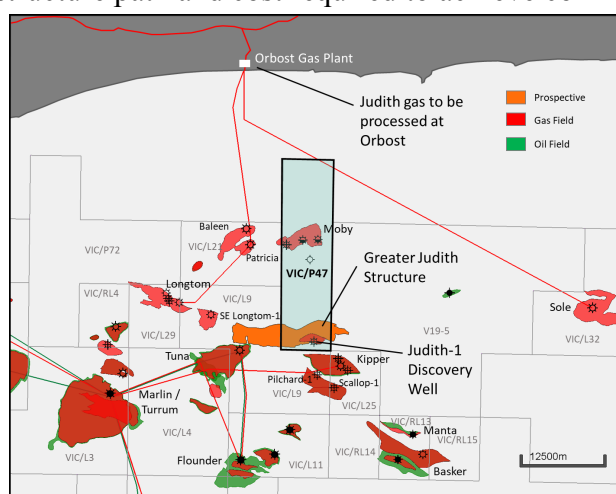 Orbost Gas Plant
Judith gas to be
processed at
Orbost
Prospective
Gas Field
Oil Field
Baleen
Moby
VIC/P72
VIC/L21
Patricia
VIC/P47
Greater Judith
Structure
Longtom
VIC/RL4
VIC/L9
Sole
SE Longtom-1
VIC/L29
V19-5
VIC/L32
Tuna
Kipper
Judith-1
Discovery
Well
Pilchard-1
Scallop-1
VIC/L9
Marlin /
Turrum
VIC/L4
VIC/L25
VIC/RL13
Manta
VIC/L3
Flounder
VIC/L11
VIC/RL14
VIC/RL15
Basker
12500m